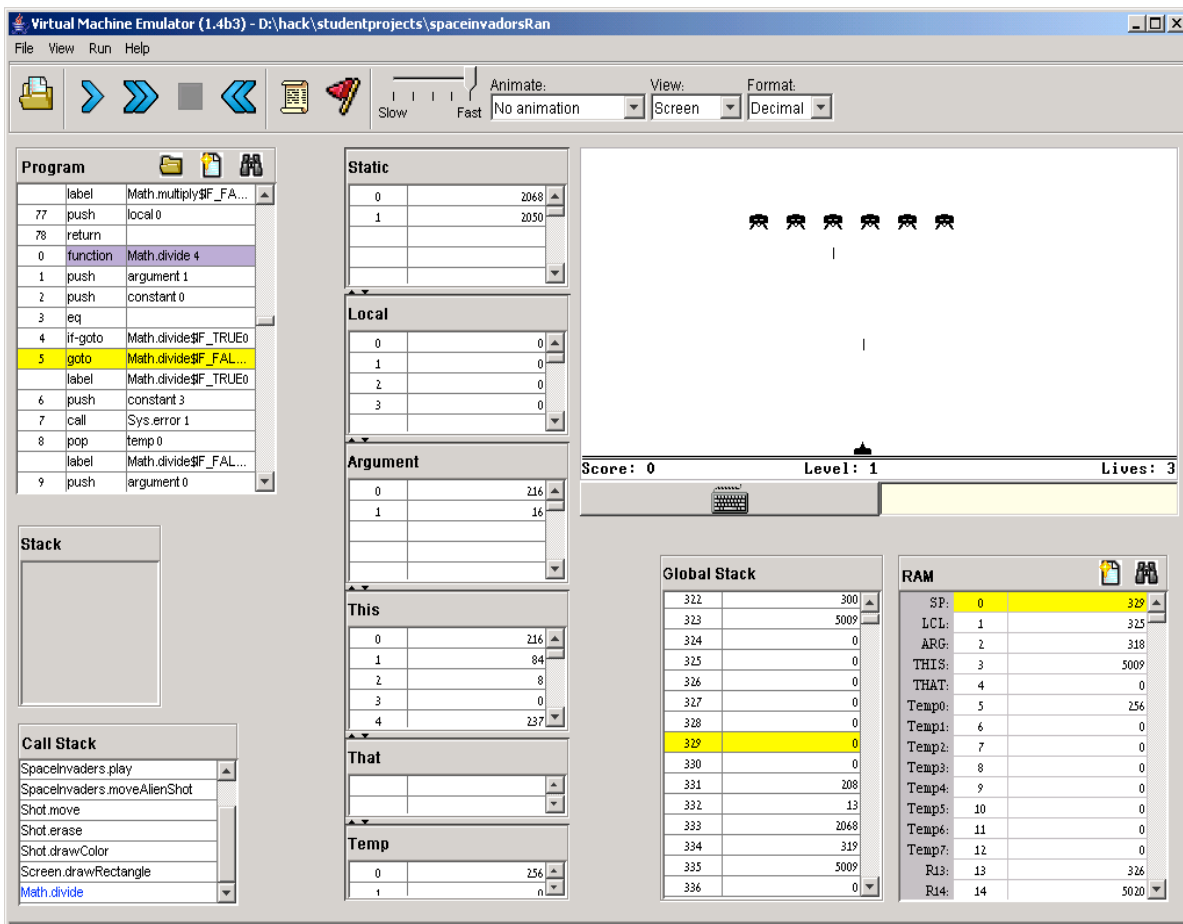 Virtual Machine Emulator (1.4b3) - D:\hack\studentprojects\spaceinvadorsRan
File View Run Help
Animate: View: Format:
Slow Fast No animation Screen Decimal
Program
label Math.multiply$IF_FA...
77 push local 0
78 return
0 function Math.divide 4
1 push argument 1
2 push constant 0
3 eq
4 if-goto Math.divide$IF_TRUE0
5 goto Math.divide$IF_FAL...
label Math.divide$IF_TRUE0
6 push constant 3
7 call Sys.error 1
8 pop temp 0
label Math.divide$IF_FAL...
9 push argument 0
Stack
Call Stack
SpaceInvaders.play
SpaceInvaders.moveAlienShot
Shot.move
Shot.erase
Shot.drawColor
Screen.drawRectangle
Math.divide
Static
0 2068
1 2050
Local
0 0
1 0
2 0
3 0
Argument
0 216
1 16
This
0 216
1 84
2 8
3 0
4 237
That
Temp
0 256
1 0
Score: 0 Level: 1 Lives: 3
Global Stack
322 300
323 5009
324 0
325 0
326 0
327 0
328 0
329 0
330 0
331 208
332 13
333 2068
334 319
335 5009
336 0
RAM
SP: 0 329
LCL: 1 325
ARG: 2 318
THIS: 3 5009
THAT: 4 0
Temp0: 5 256
Temp1: 6 0
Temp2: 7 0
Temp3: 8 0
Temp4: 9 0
Temp5: 10 0
Temp6: 11 0
Temp7: 12 0
R13: 13 326
R14: 14 5020